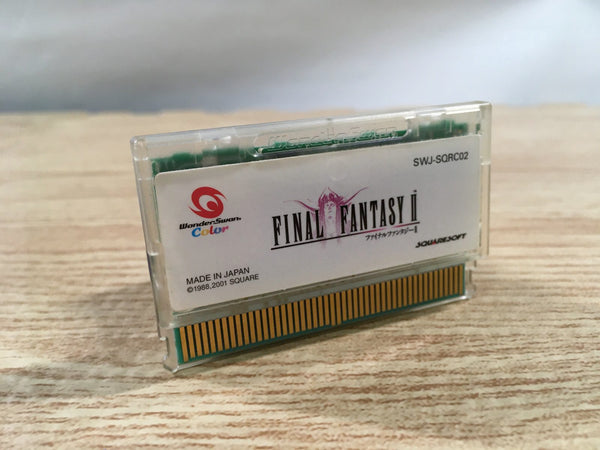 WonderSwan
SWJ-SQRC02
WonderSwan
Color
FINAL FANTASY II
ファイナルファンタジーII
SQUARESOFT
MADE IN JAPAN
©1988,2001 SQUARE